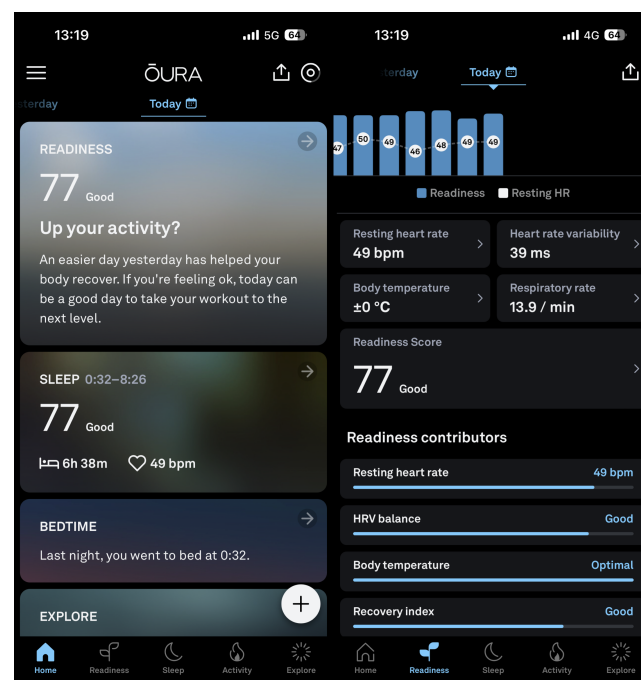 13:19
5G 64
ŌURA
sterday
Today
READINESS
77 Good
Up your activity?
An easier day yesterday has helped your
body recover. If you're feeling ok, today can
be a good day to take your workout to the
next level.
SLEEP 0:32–8:26
77 Good
6h 38m 49 bpm
BEDTIME
Last night, you went to bed at 0:32.
EXPLORE
+
Home Readiness Sleep Activity Explore
13:19
4G 64
terday
Today
47 50 49 46 48 49 49
Readiness Resting HR
Resting heart rate
49 bpm
Heart rate variability
39 ms
Body temperature
±0 °C
Respiratory rate
13.9 / min
Readiness Score
77 Good
Readiness contributors
Resting heart rate 49 bpm
HRV balance Good
Body temperature Optimal
Recovery index Good
Home Readiness Sleep Activity Explore